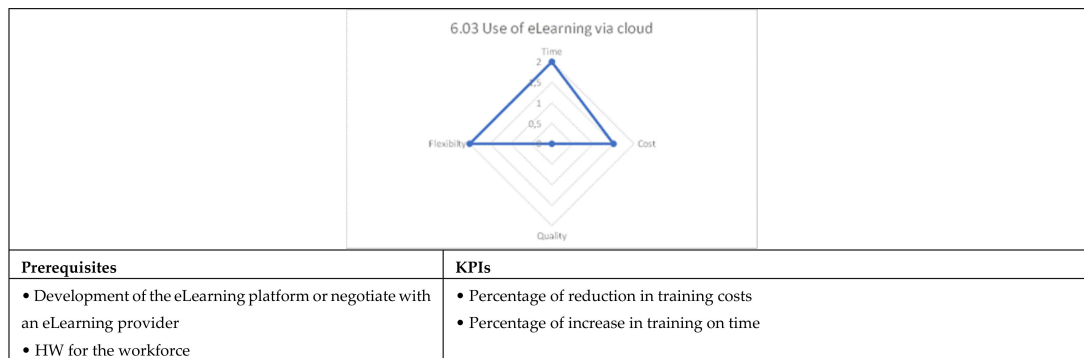 6.03 Use of eLearning via cloud
Time
2
1,5
1
0,5
0
Flexibilty
Cost
Quality
Prerequisites
KPIs
• Development of the eLearning platform or negotiate with
an eLearning provider
• HW for the workforce
• Percentage of reduction in training costs
• Percentage of increase in training on time